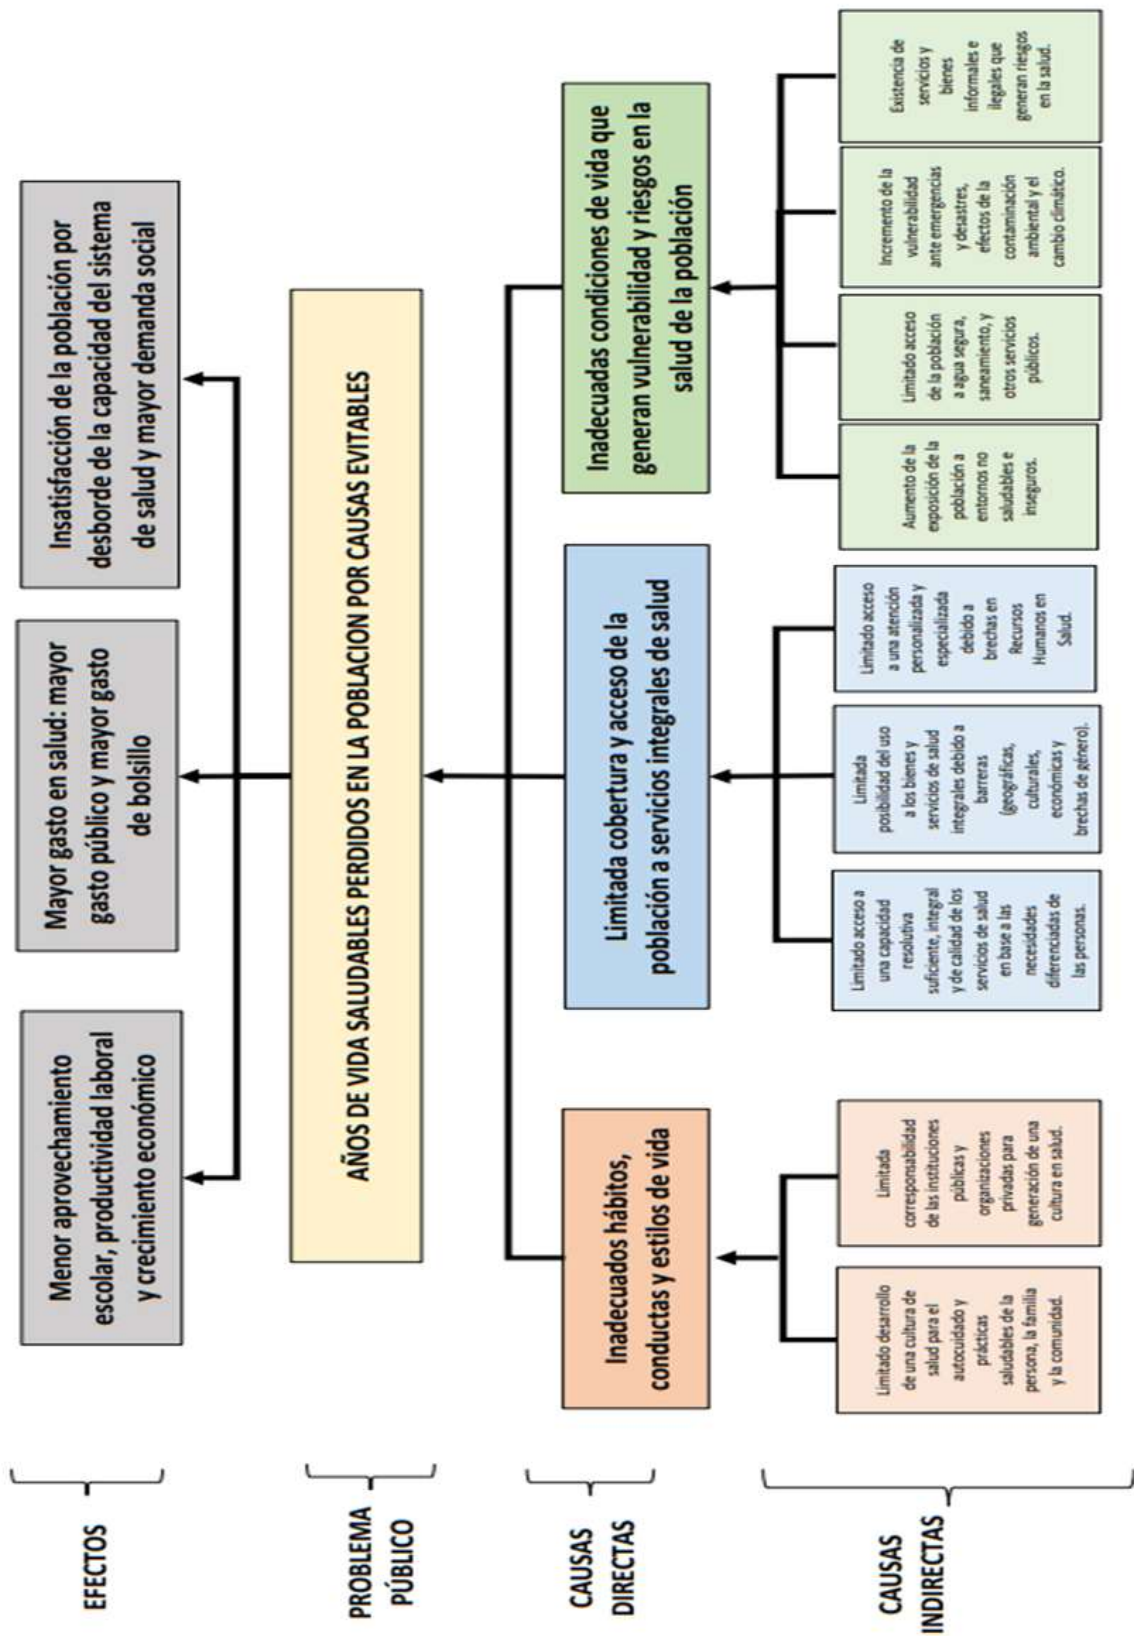 EFECTOS
Menor aprovechamiento
escolar, productividad laboral
y crecimiento económico
Mayor gasto en salud: mayor
gasto público y mayor gasto
de bolsillo
Insatisfacción de la población por
desborde de la capacidad del sistema
de salud y mayor demanda social
PROBLEMA
PÚBLICO
AÑOS DE VIDA SALUDABLES PERDIDOS EN LA POBLACION POR CAUSAS EVITABLES
CAUSAS
DIRECTAS
Inadecuados hábitos,
conductas y estilos de vida
Limitada cobertura y acceso de la
población a servicios integrales de salud
Inadecuadas condiciones de vida que
generan vulnerabilidad y riesgos en la
salud de la población
CAUSAS
INDIRECTAS
Limitado desarrollo
de una cultura de
salud para el
autocuidado y
prácticas
saludables de la
persona, la familia
y la comunidad.
Limitada
corresponsabilidad
de las instituciones
públicas y
organizaciones
privadas para
generación de una
cultura en salud.
Limitado acceso a
una capacidad
resolutiva
suficiente, integral
y de calidad de los
servicios de salud
en base a las
necesidades
diferenciadas de
las personas.
Limitada
posibilidad del uso
a los bienes y
servicios de salud
integrales debido a
barreras
(geográficas,
culturales,
económicas y
brechas de género).
Limitado acceso
a una atención
personalizada y
especializada
debido a
brechas en
Recursos
Humanos en
Salud.
Aumento de la
exposición de la
población a
entornos no
saludables e
inseguros.
Limitado acceso
de la población
a agua segura,
saneamiento, y
otros servicios
públicos.
Incremento de la
vulnerabilidad
ante emergencias
y desastres,
efectos de la
contaminación
ambiental y el
cambio climático.
Existencia de
servicios y
bienes
informales e
ilegales que
generan riesgos
en la salud.